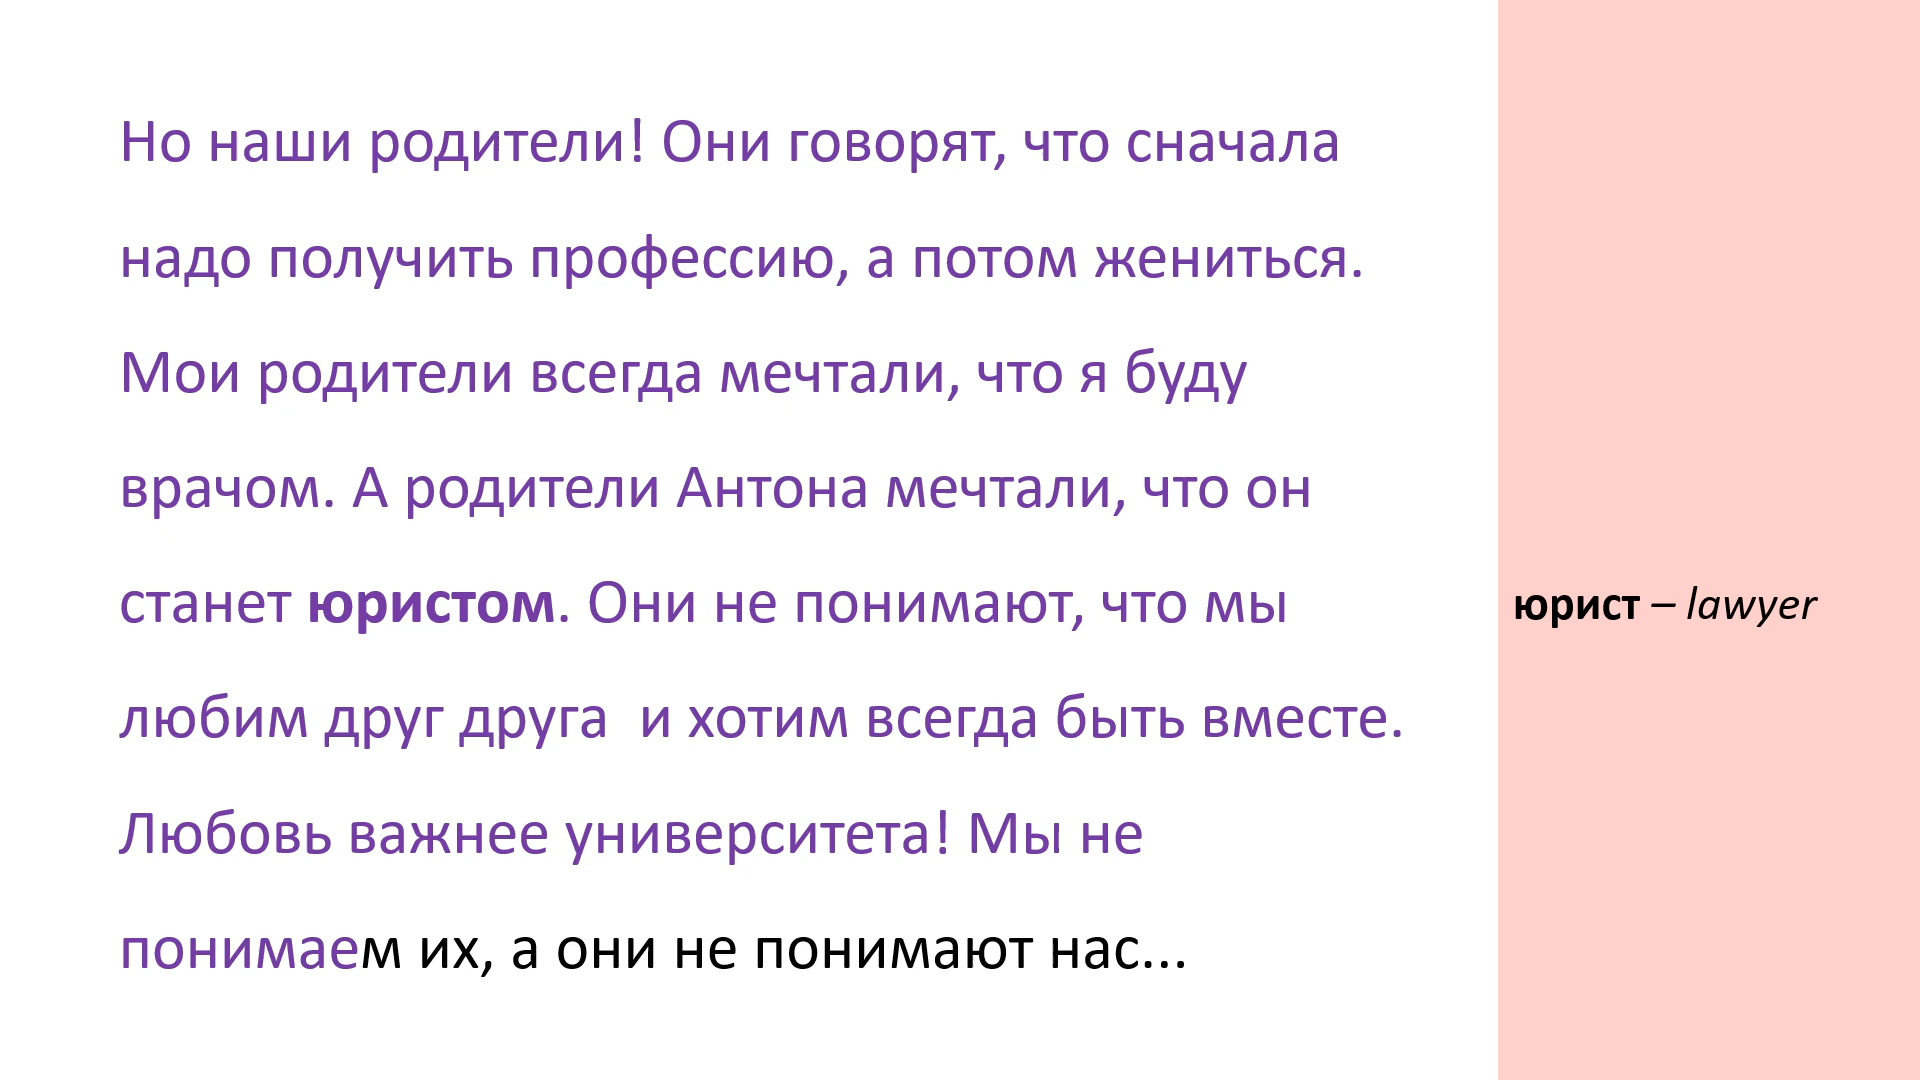 Но наши родители! Они говорят, что сначала
надо получить профессию, а потом жениться.
Мои родители всегда мечтали, что я буду
врачом. А родители Антона мечтали, что он
станет юристом. Они не понимают, что мы
любим друг друга  и хотим всегда быть вместе.
Любовь важнее университета! Мы не
понимаем их, а они не понимают нас...
юрист – lawyer